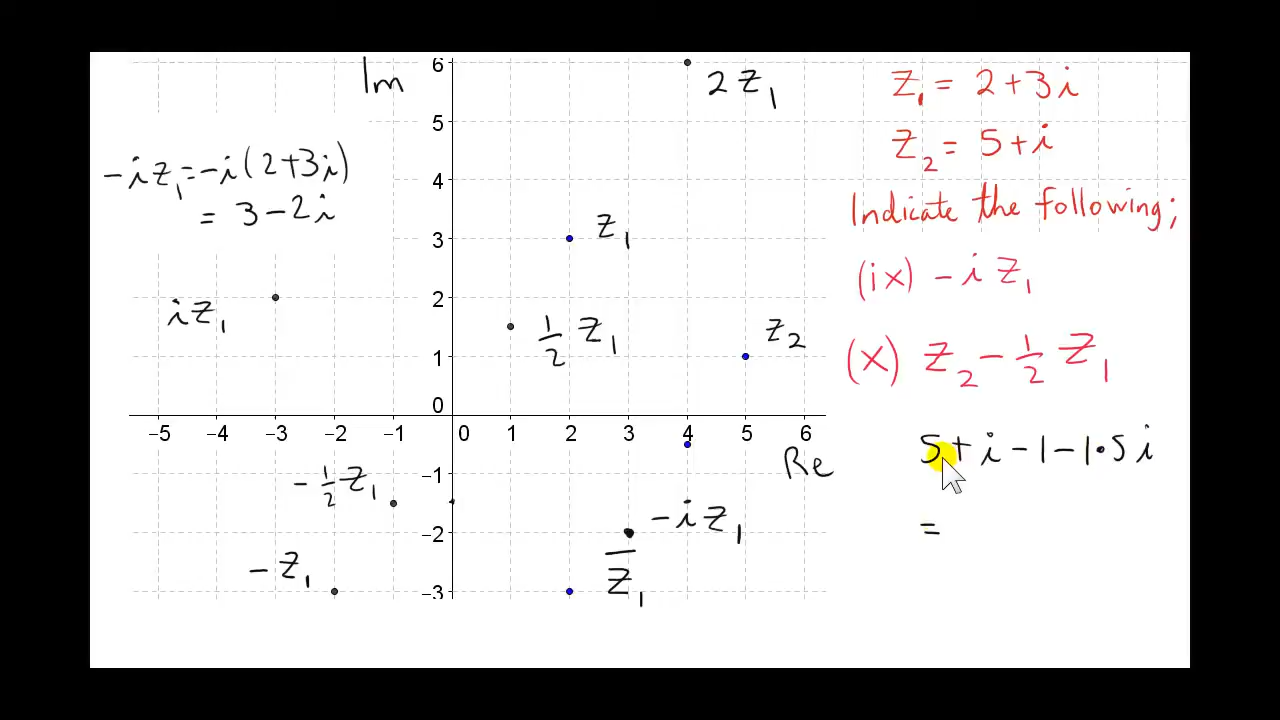 Im
6
2 z₁
5
4
3
2
1
0
-iz₁ = -i(2+3i)
= 3-2i
z₁
iz₁
½ z₁
z₂
-5 -4 -3 -2 -1 0 1 2 3 4 5 6
Re
-1
-2
-3
-½ z₁
-iz₁
-z₁
z̄₁
z₁ = 2+3i
z₂ = 5+i
Indicate the following;
(ix) -i z₁
(x) z₂ - ½ z₁
5+i-1-1·5i
=